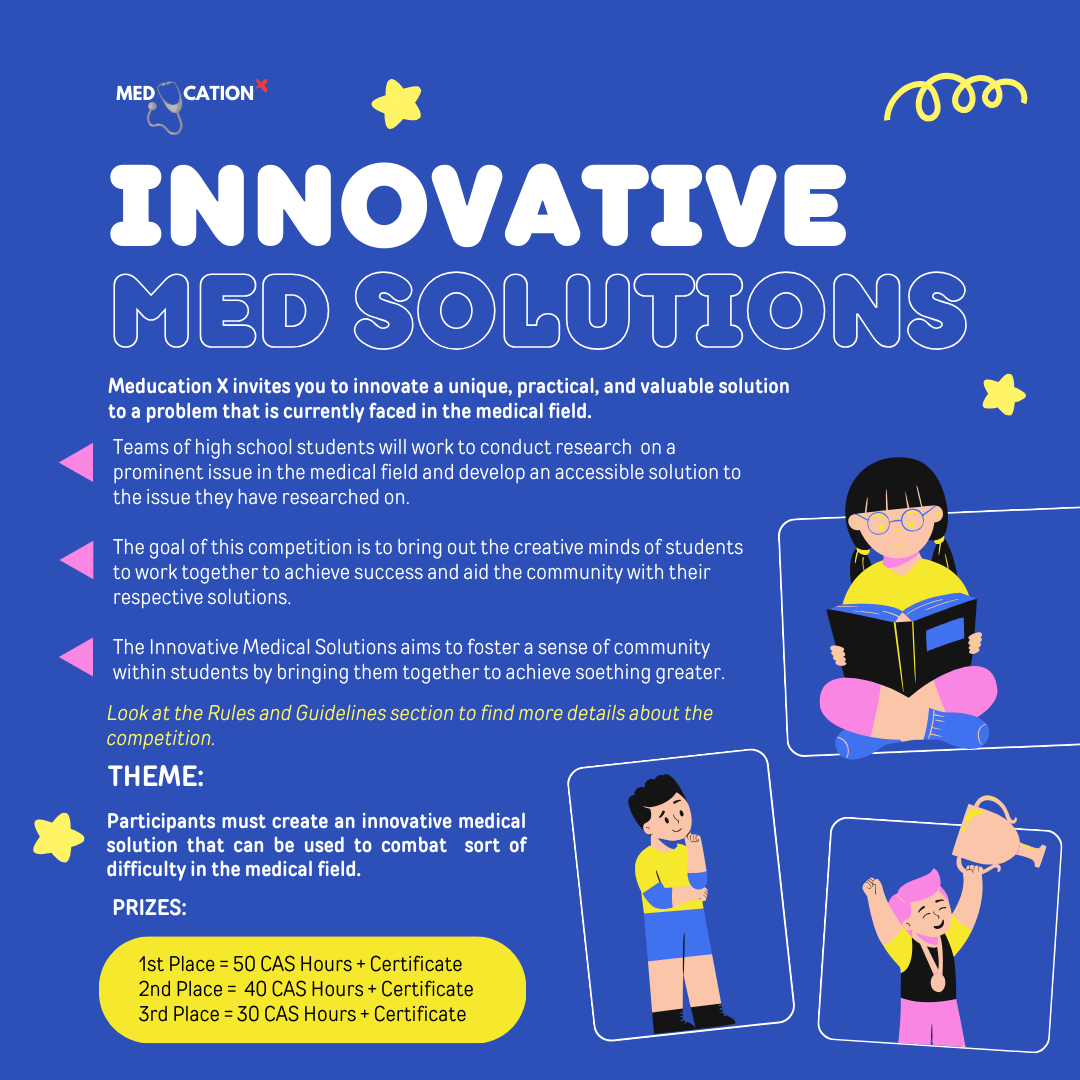 MED CATION X
INNOVATIVE
MED SOLUTIONS
Meducation X invites you to innovate a unique, practical, and valuable solution
to a problem that is currently faced in the medical field.
Teams of high school students will work to conduct research on a
prominent issue in the medical field and develop an accessible solution to
the issue they have researched on.
The goal of this competition is to bring out the creative minds of students
to work together to achieve success and aid the community with their
respective solutions.
The Innovative Medical Solutions aims to foster a sense of community
within students by bringing them together to achieve soething greater.
Look at the Rules and Guidelines section to find more details about the
competition.
THEME:
Participants must create an innovative medical
solution that can be used to combat sort of
difficulty in the medical field.
PRIZES:
1st Place = 50 CAS Hours + Certificate
2nd Place = 40 CAS Hours + Certificate
3rd Place = 30 CAS Hours + Certificate